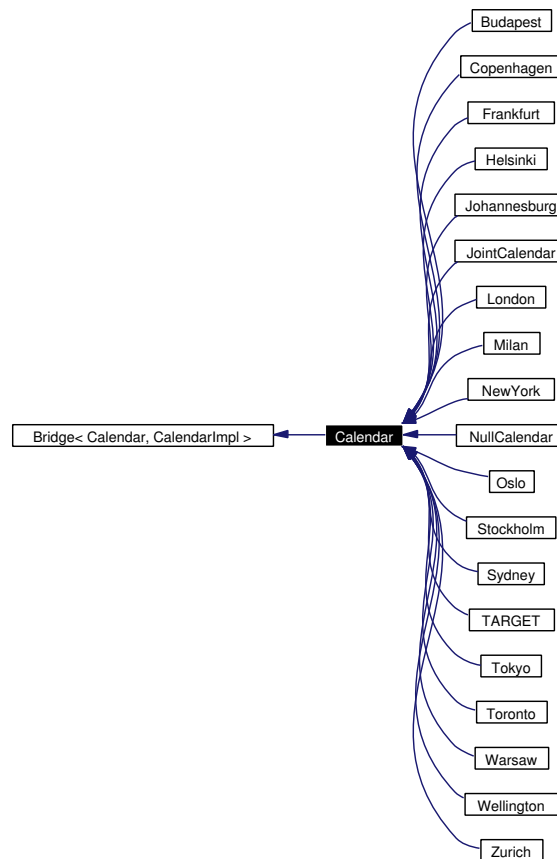 Budapest
Copenhagen
Frankfurt
Helsinki
Johannesburg
JointCalendar
London
Milan
NewYork
Bridge< Calendar, CalendarImpl >
Calendar
NullCalendar
Oslo
Stockholm
Sydney
TARGET
Tokyo
Toronto
Warsaw
Wellington
Zurich